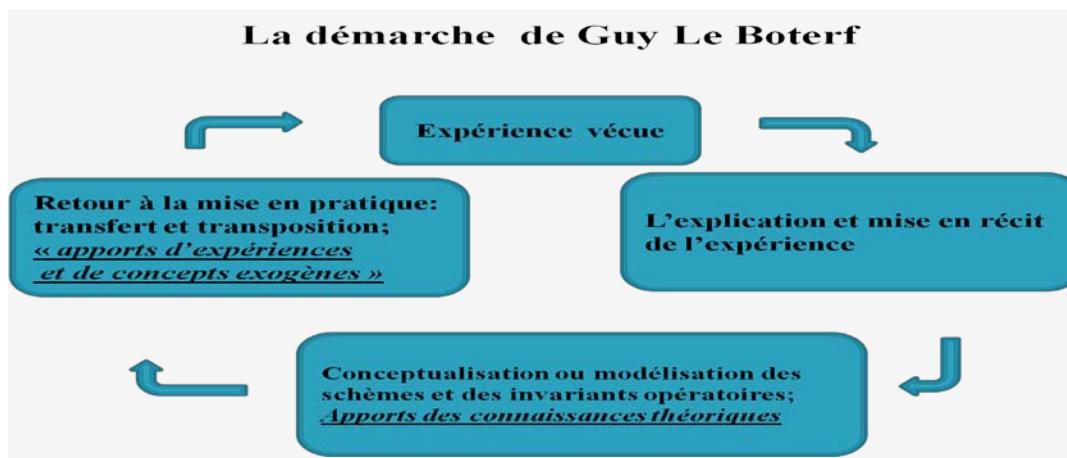 La démarche de Guy Le Boterf
Expérience vécue
Retour à la mise en pratique:
transfert et transposition;
« apports d’expériences
et de concepts exogènes »
L’explication et mise en récit
de l’expérience
Conceptualisation ou modélisation des
schèmes et des invariants opératoires;
Apports des connaissances théoriques